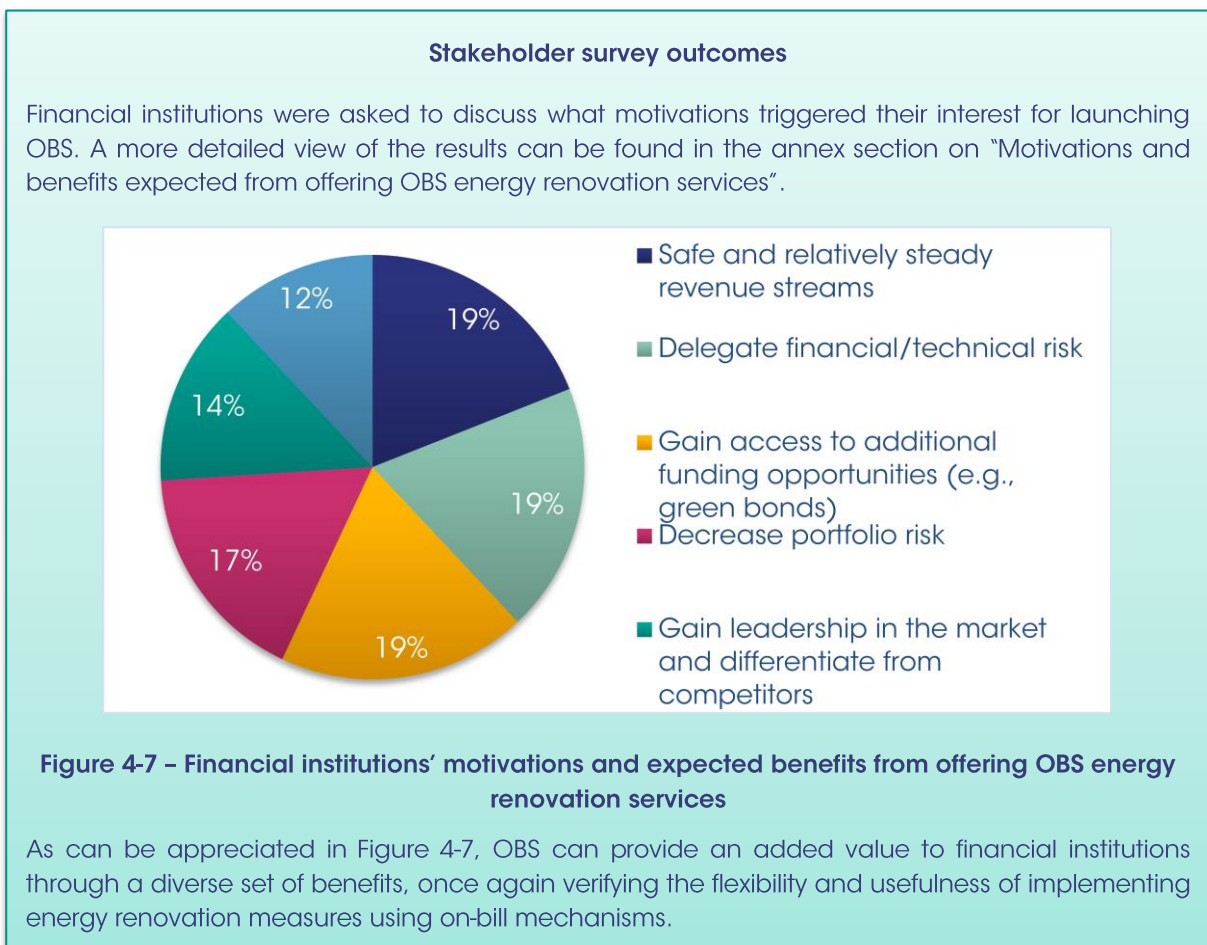 Stakeholder survey outcomes
Financial institutions were asked to discuss what motivations triggered their interest for launching
OBS. A more detailed view of the results can be found in the annex section on “Motivations and
benefits expected from offering OBS energy renovation services”.
12%
19%
14%
19%
17%
19%
Safe and relatively steady
revenue streams
Delegate financial/technical risk
Gain access to additional
funding opportunities (e.g.,
green bonds)
Decrease portfolio risk
Gain leadership in the market
and differentiate from
competitors
Figure 4-7 – Financial institutions’ motivations and expected benefits from offering OBS energy
renovation services
As can be appreciated in Figure 4-7, OBS can provide an added value to financial institutions
through a diverse set of benefits, once again verifying the flexibility and usefulness of implementing
energy renovation measures using on-bill mechanisms.